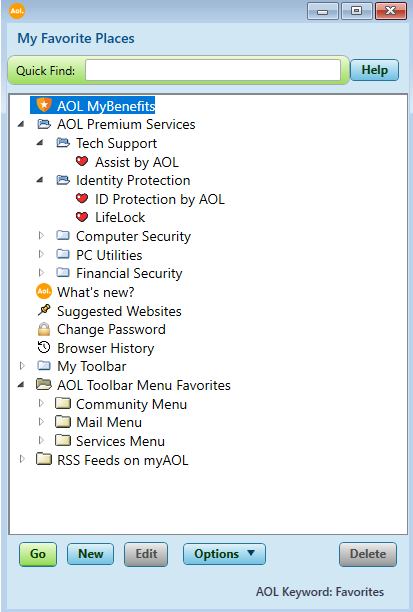 Aol.
My Favorite Places
Quick Find:
Help
AOL MyBenefits
AOL Premium Services
Tech Support
Assist by AOL
Identity Protection
ID Protection by AOL
LifeLock
Computer Security
PC Utilities
Financial Security
Aol. What's new?
Suggested Websites
Change Password
Browser History
My Toolbar
AOL Toolbar Menu Favorites
Community Menu
Mail Menu
Services Menu
RSS Feeds on myAOL
Go New Edit Options Delete
AOL Keyword: Favorites